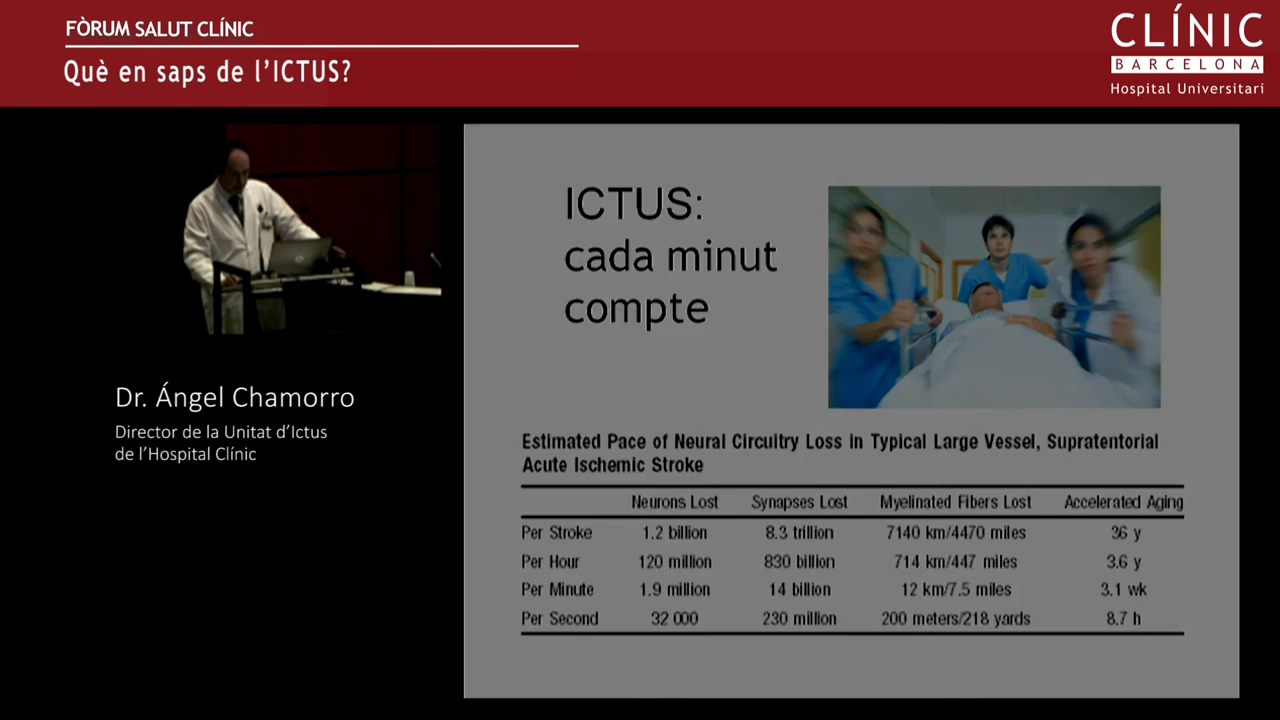 FÒRUM SALUT CLÍNIC
Què en saps de l'ICTUS?
CLÍNIC
BARCELONA
Hospital Universitari
Dr. Ángel Chamorro
Director de la Unitat d'Ictus
de l'Hospital Clínic
ICTUS:
cada minut
compte
Estimated Pace of Neural Circuitry Loss in Typical Large Vessel, Supratentorial
Acute Ischemic Stroke
Neurons Lost Synapses Lost Myelinated Fibers Lost Accelerated Aging
Per Stroke 1.2 billion 8.3 trillion 7140 km/4470 miles 36 y
Per Hour 120 million 830 billion 714 km/447 miles 3.6 y
Per Minute 1.9 million 14 billion 12 km/7.5 miles 3.1 wk
Per Second 32 000 230 million 200 meters/218 yards 8.7 h